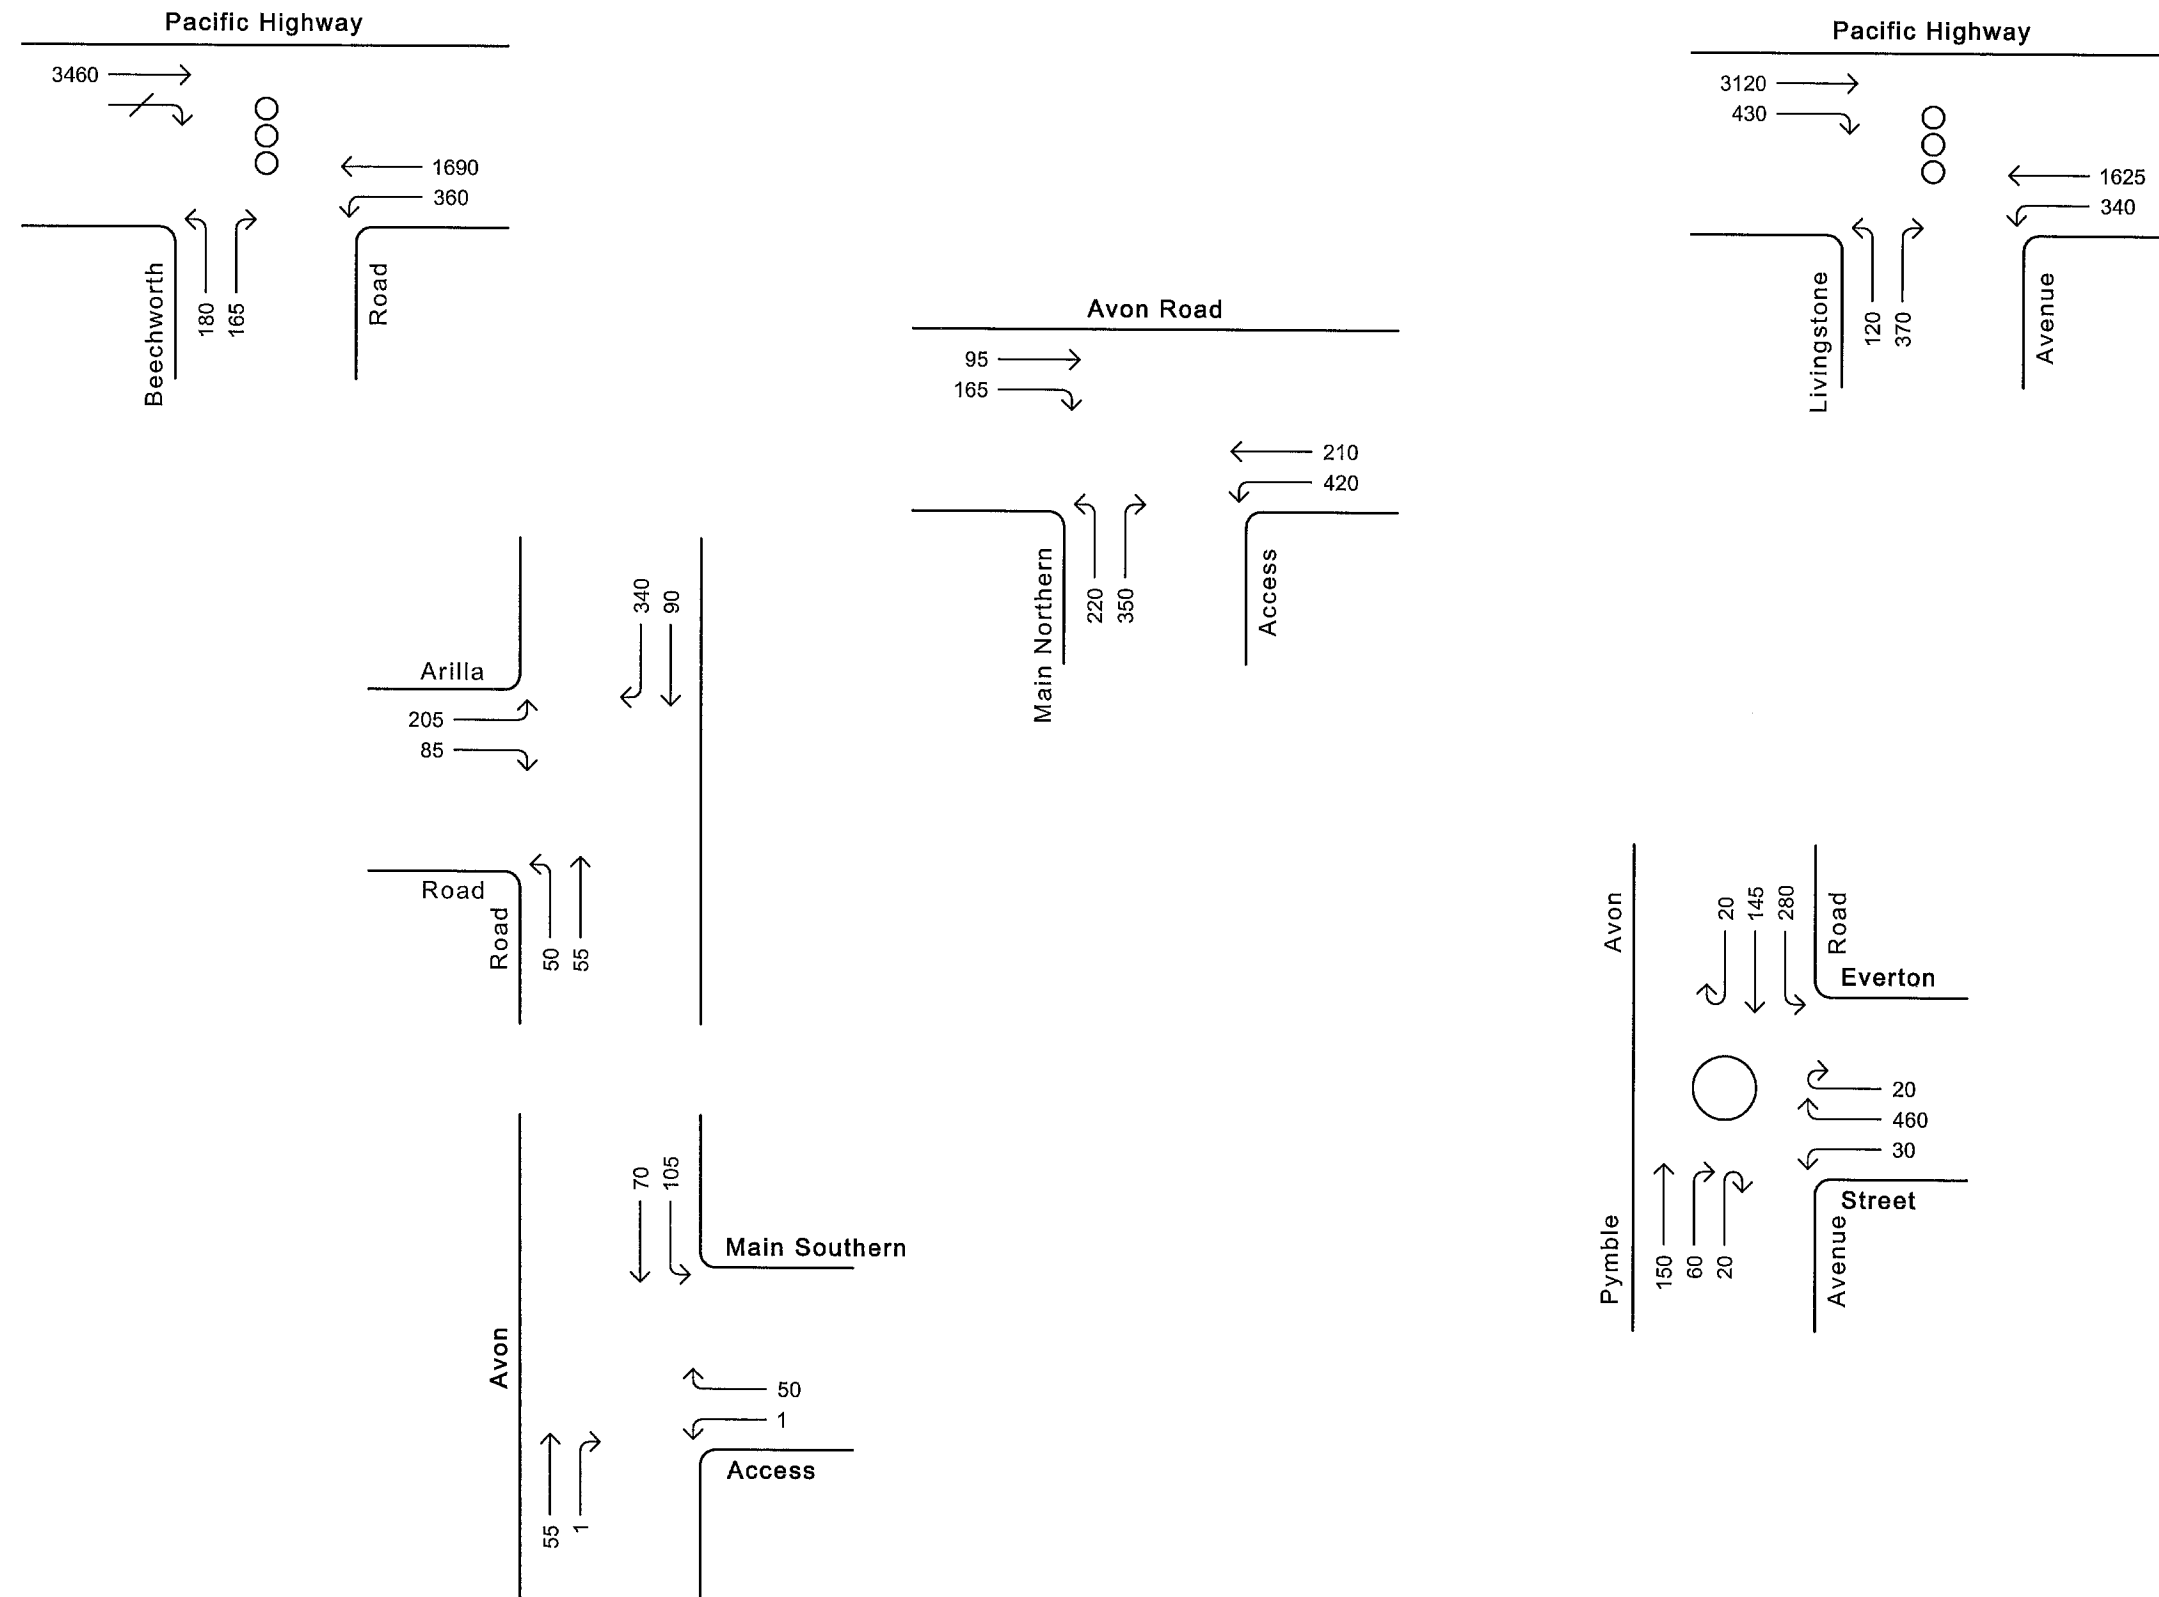 Pacific Highway
3460
1690
360
Beechworth
180
165
Road
Pacific Highway
3120
430
1625
340
Livingstone
120
370
Avenue
Avon Road
95
165
210
420
Main Northern
220
350
Access
340
90
Arilla
205
85
Road
Road
50
55
Avon
20
145
280
Road
Everton
20
460
30
Street
Pymble
150
60
20
Avenue
70
105
Main Southern
Avon
50
1
Access
55
1